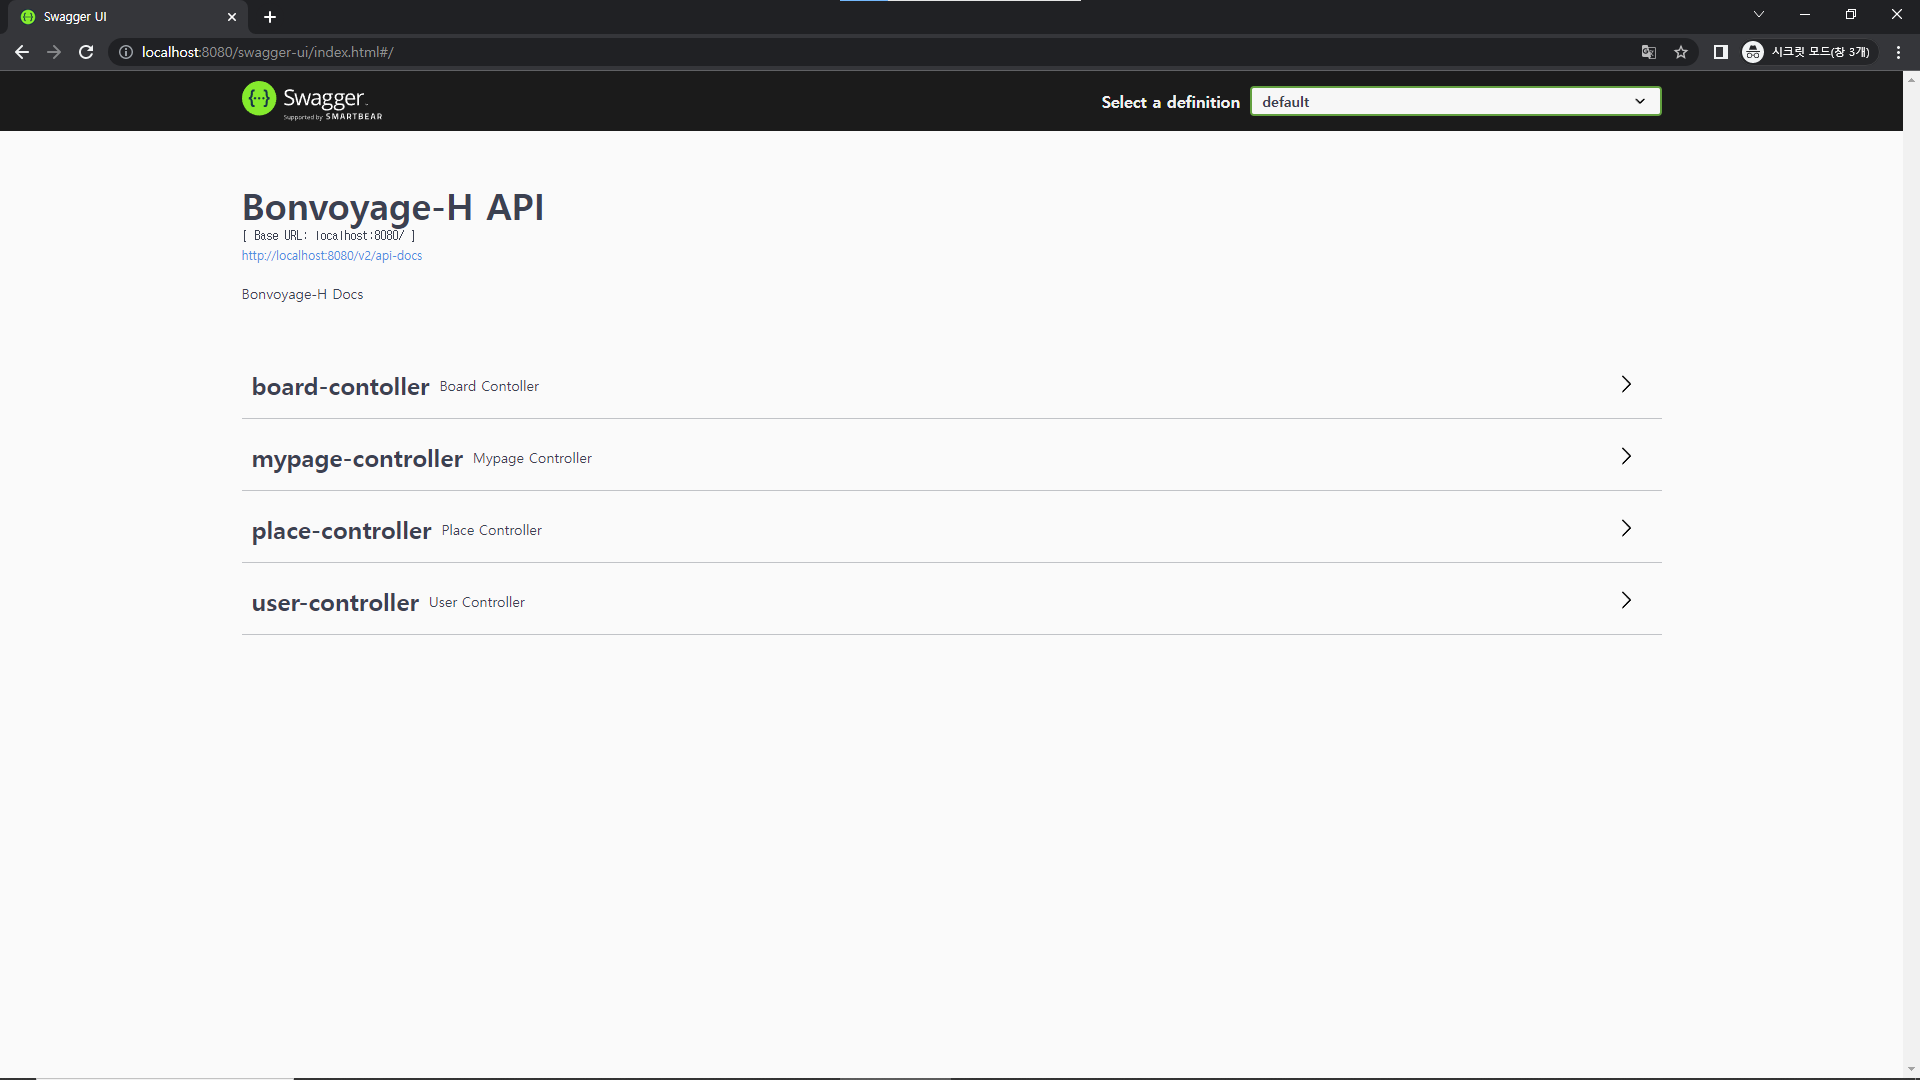 Swagger UI
localhost:8080/swagger-ui/index.html#/
시크릿 모드(창 3개)
Swagger
Supported by SMARTBEAR
Select a definition
default
Bonvoyage-H API
[ Base URL: localhost:8080/ ]
http://localhost:8080/v2/api-docs
Bonvoyage-H Docs
board-contoller Board Contoller
mypage-controller Mypage Controller
place-controller Place Controller
user-controller User Controller